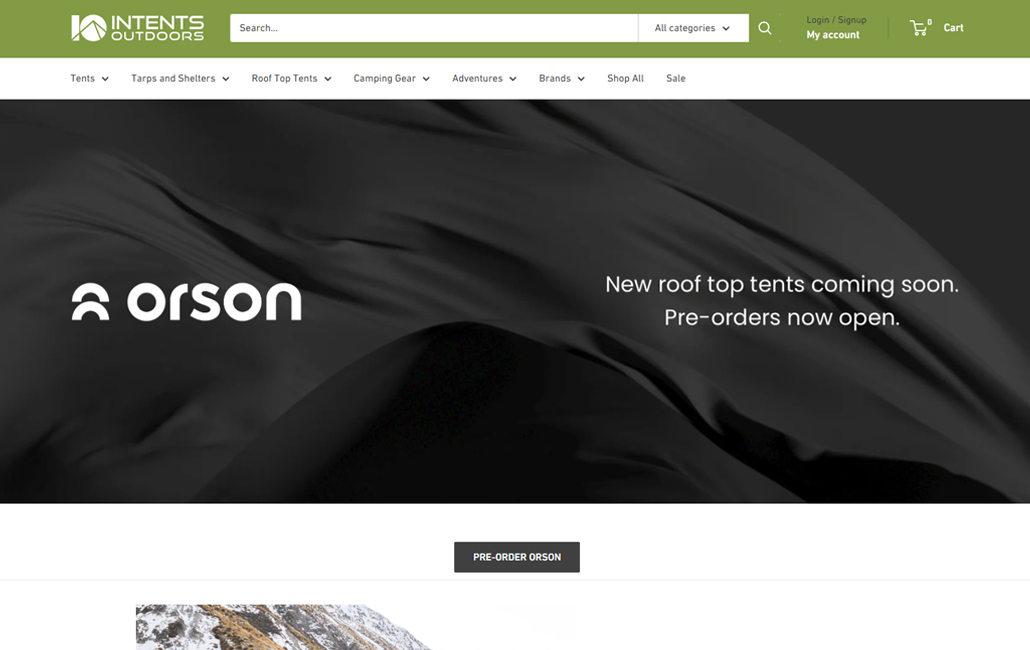 INTENTS
OUTDOORS
Search...
All categories
Login / Signup
My account
0
Cart
Tents
Tarps and Shelters
Roof Top Tents
Camping Gear
Adventures
Brands
Shop All
Sale
orson
New roof top tents coming soon.
Pre-orders now open.
PRE-ORDER ORSON